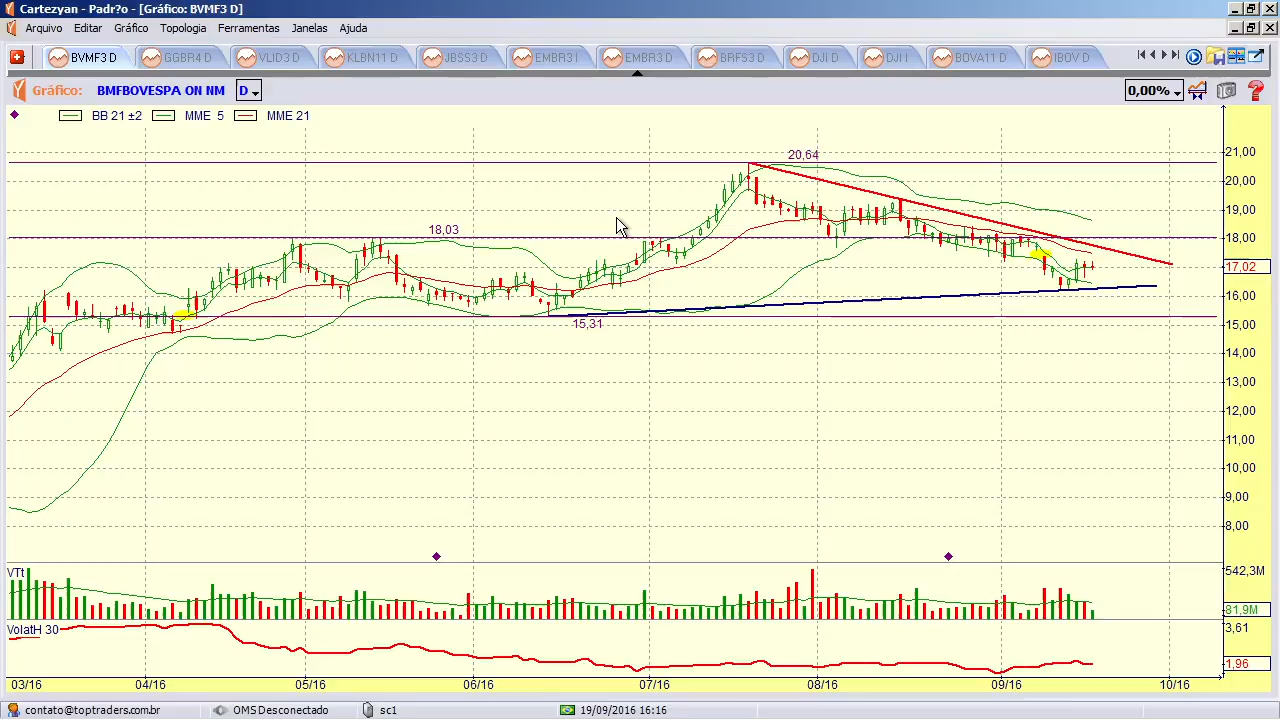 Cartezyan - Padr?o - [Gráfico: BVMF3 D]
Arquivo Editar Gráfico Topologia Ferramentas Janelas Ajuda
BVMF3 D GGBR4 D VLID3 D KLBN11 D JBSS3 D EMBR3 I EMBR3 D BRFS3 D DJI D DJI I BOVA11 D IBOV D
Gráfico: BMFBOVESPA ON NM D 0,00%
BB 21 ±2 MME 5 MME 21
20,64
18,03
15,31
21,00
20,00
19,00
18,00
17,02
16,00
15,00
14,00
13,00
12,00
11,00
10,00
9,00
8,00
VTt
542,3M
81,9M
VolatH 30
3,61
1,96
03/16 04/16 05/16 06/16 07/16 08/16 09/16 10/16
contato@toptraders.com.br OMS Desconectado sc1 19/09/2016 16:16